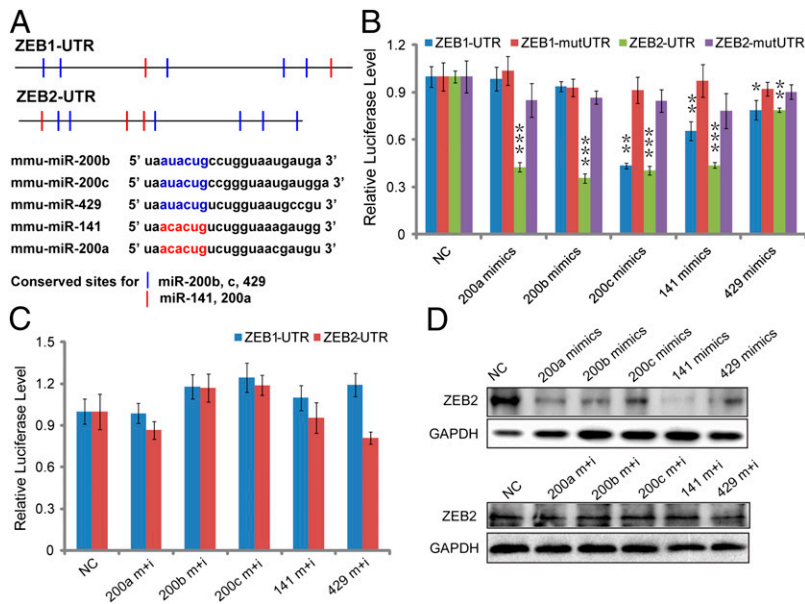 A
ZEB1-UTR
ZEB2-UTR
mmu-miR-200b 5’ uaauacugccugguaaugauga 3’
mmu-miR-200c 5’ uaauacugccggguaaugaugga 3’
mmu-miR-429 5’ uaauacugucugguaaugccgu 3’
mmu-miR-141 5’ uaacacugucugguaaagaugg 3’
mmu-miR-200a 5’ uaacacugucugguaacgaugu 3’
Conserved sites for miR-200b, c, 429
miR-141, 200a
B
ZEB1-UTR ZEB1-mutUTR ZEB2-UTR ZEB2-mutUTR
Relative Luciferase Level
1.2
0.9
0.6
0.3
0
***
***
**
***
**
***
*
**
NC 200a mimics 200b mimics 200c mimics 141 mimics 429 mimics
C
ZEB1-UTR ZEB2-UTR
Relative Luciferase Level
1.5
1.2
0.9
0.6
0.3
0
NC 200a m+i 200b m+i 200c m+i 141 m+i 429 m+i
D
NC 200a mimics 200b mimics 200c mimics 141 mimics 429 mimics
ZEB2
GAPDH
NC 200a m+i 200b m+i 200c m+i 141 m+i 429 m+i
ZEB2
GAPDH